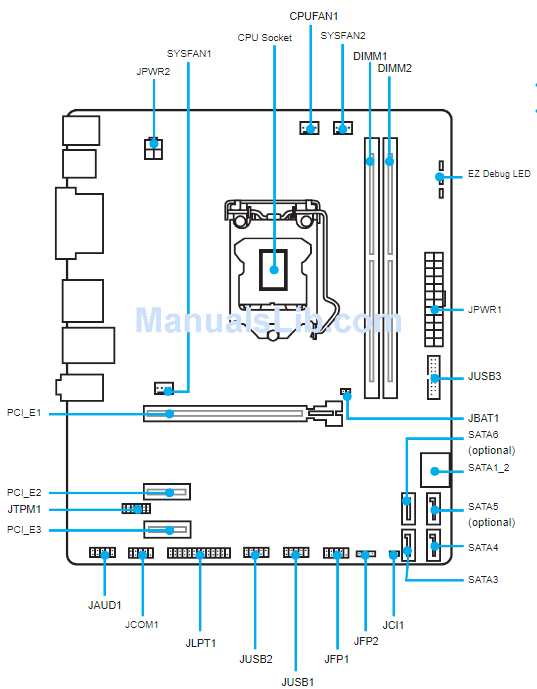 CPUFAN1
CPU Socket
SYSFAN2
SYSFAN1
DIMM1
JPWR2
DIMM2
EZ Debug LED
ManualsLib.com
JPWR1
JUSB3
PCI_E1
JBAT1
SATA6
(optional)
SATA1_2
PCI_E2
JTPM1
SATA5
(optional)
PCI_E3
SATA4
SATA3
JAUD1
JCOM1
JCI1
JLPT1
JFP2
JUSB2
JFP1
JUSB1